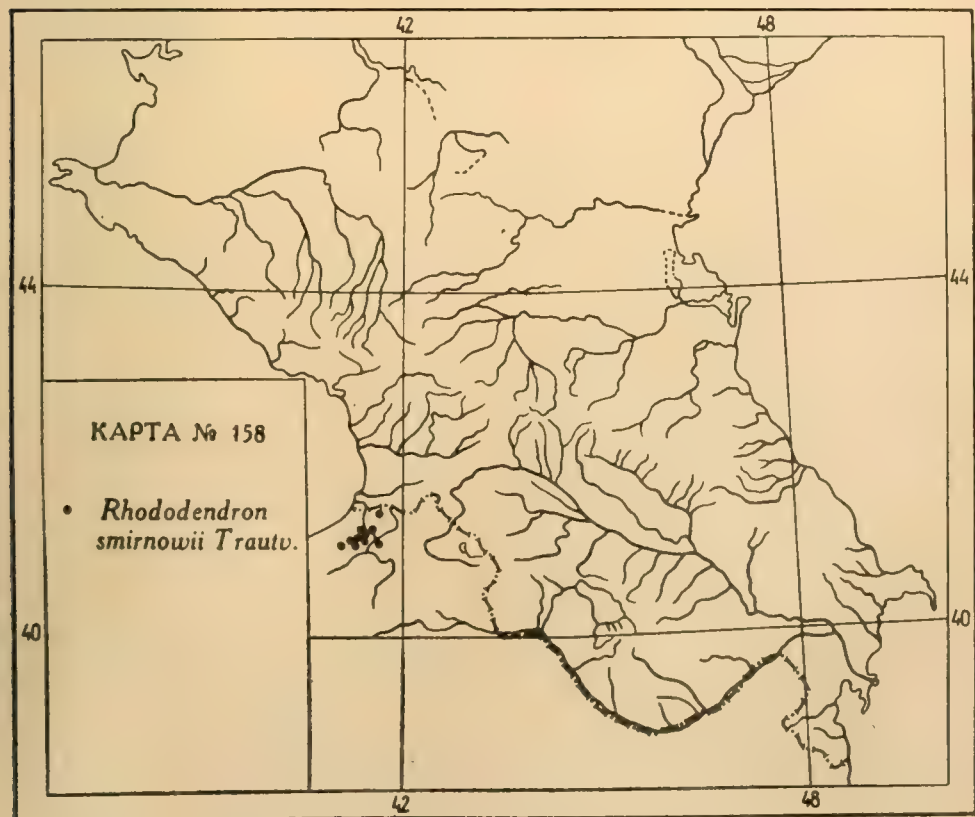 42 48
44 44
КАРТА № 158
Rhododendron
smirnowii Trautv.
40 40
42 48